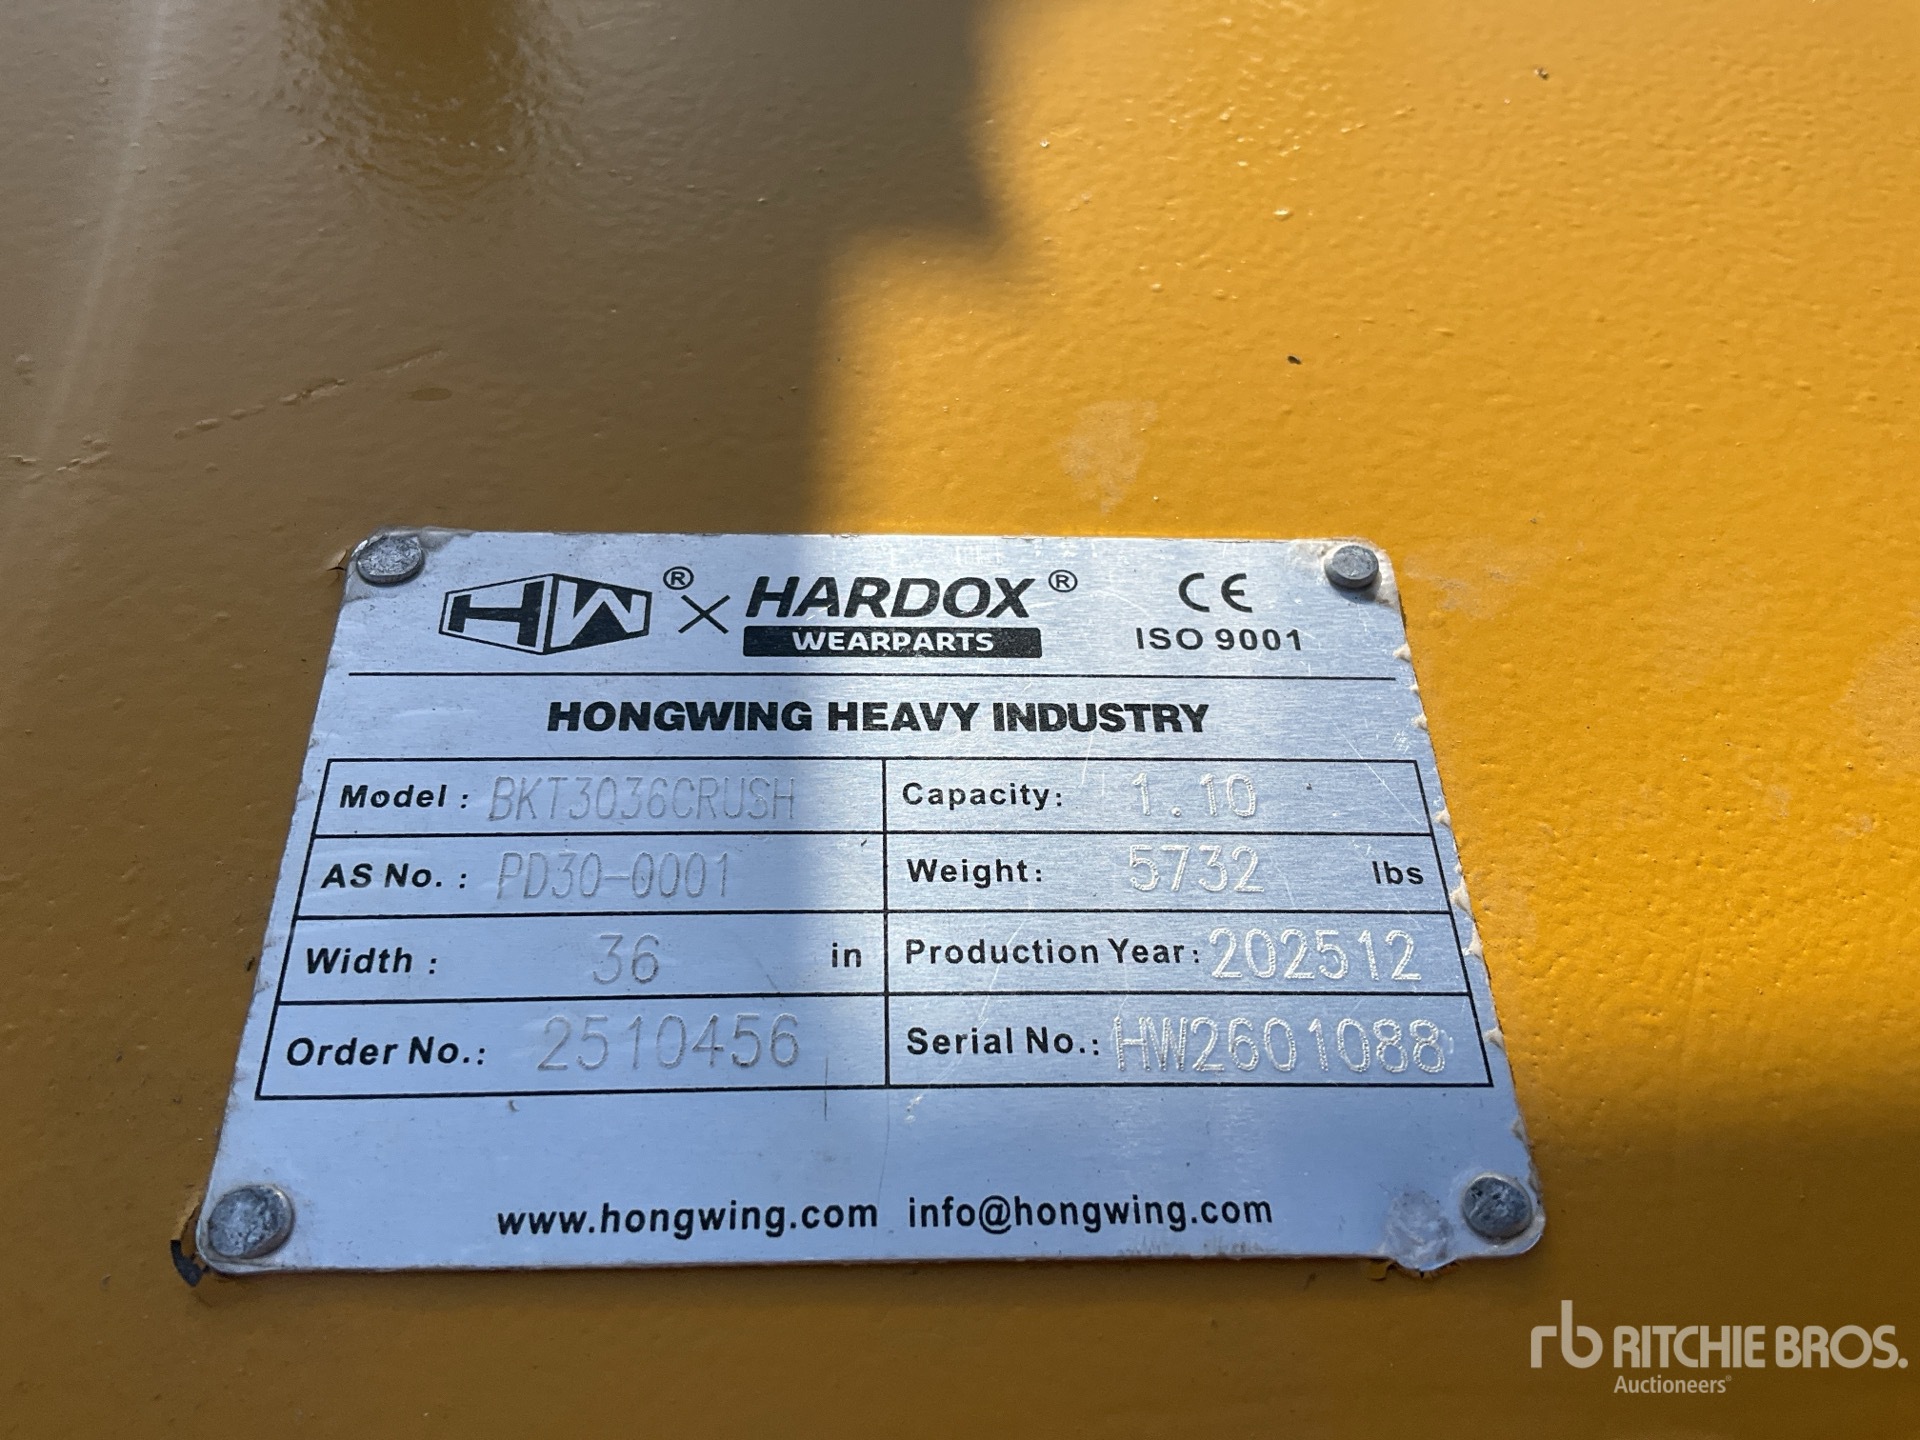 HW® × HARDOX® CE
WEARPARTS ISO 9001
HONGWING HEAVY INDUSTRY
Model : BKT3036CRUSH Capacity: 1.10
AS No. : PD30-0001 Weight: 5732 lbs
Width : 36 in Production Year: 202512
Order No.: 2510456 Serial No.: HW2601088
www.hongwing.com info@hongwing.com
rb RITCHIE BROS.
Auctioneers®